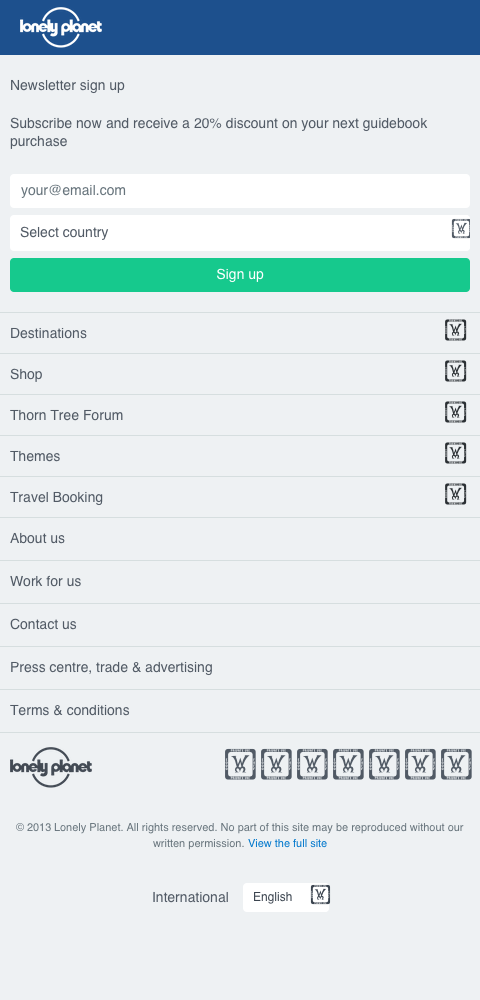 lonely planet
Newsletter sign up
Subscribe now and receive a 20% discount on your next guidebook
purchase
your@email.com
Select country
Sign up
Destinations
Shop
Thorn Tree Forum
Themes
Travel Booking
About us
Work for us
Contact us
Press centre, trade & advertising
Terms & conditions
lonely planet
© 2013 Lonely Planet. All rights reserved. No part of this site may be reproduced without our
written permission. View the full site
International English